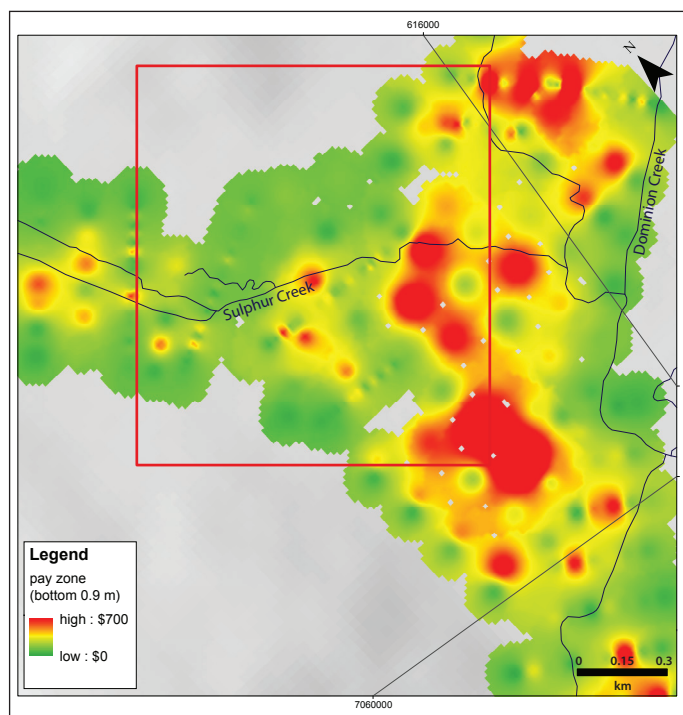 616000
N
Dominion Creek
Sulphur Creek
Legend
pay zone
(bottom 0.9 m)
high : $700
low : $0
0 0.15 0.3
km
7060000